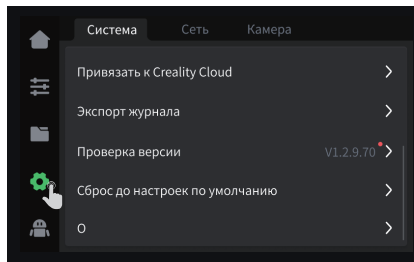 Система Сеть Камера
Привязать к Creality Cloud
Экспорт журнала
Проверка версии V1.2.9.70
Сброс до настроек по умолчанию
О